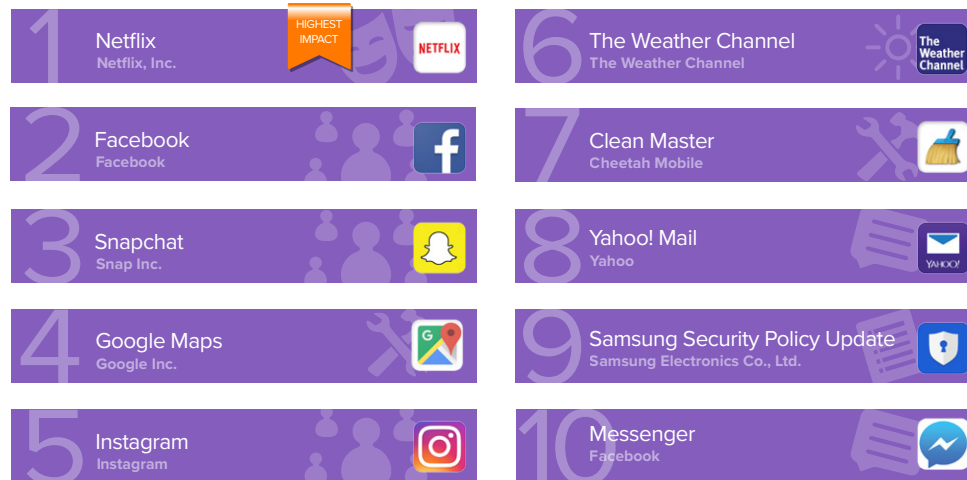 1
Netflix
Netflix, Inc.
HIGHEST
IMPACT
NETFLIX
2
Facebook
Facebook
f
3
Snapchat
Snap Inc.
4
Google Maps
Google Inc.
G
5
Instagram
Instagram
6
The Weather Channel
The Weather Channel
The
Weather
Channel
7
Clean Master
Cheetah Mobile
8
Yahoo! Mail
Yahoo
YAHOO!
9
Samsung Security Policy Update
Samsung Electronics Co., Ltd.
10
Messenger
Facebook